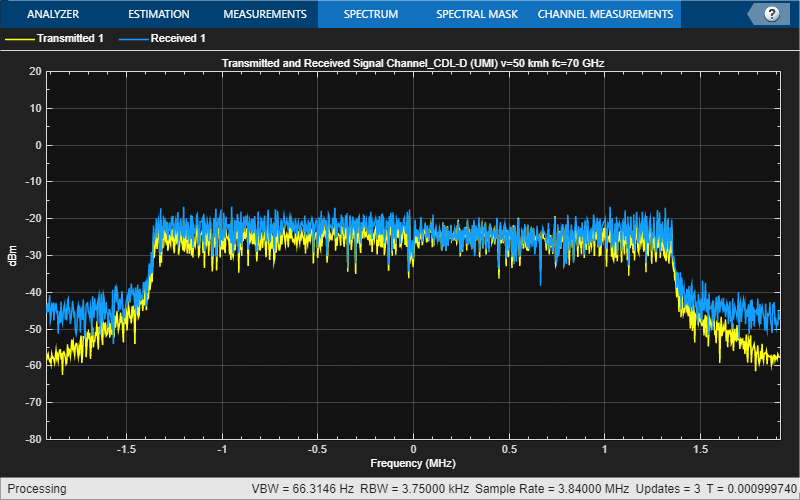 ANALYZER ESTIMATION MEASUREMENTS SPECTRUM SPECTRAL MASK CHANNEL MEASUREMENTS ?
Transmitted 1 Received 1
Transmitted and Received Signal Channel_CDL-D (UMI) v=50 kmh fc=70 GHz
20
10
0
-10
-20
-30
-40
-50
-60
-70
-80
dBm
-1.5 -1 -0.5 0 0.5 1 1.5
Frequency (MHz)
Processing VBW = 66.3146 Hz RBW = 3.75000 kHz Sample Rate = 3.84000 MHz Updates = 3 T = 0.000999740